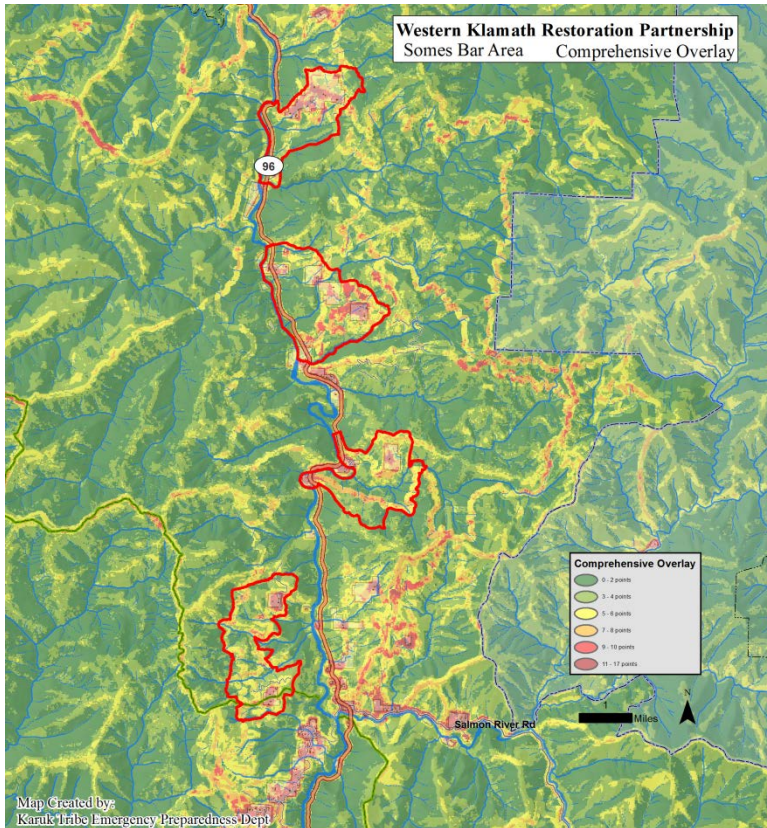 Western Klamath Restoration Partnership
Somes Bar Area Comprehensive Overlay
96
Comprehensive Overlay
0 - 2 points
3 - 4 points
5 - 6 points
7 - 8 points
9 - 10 points
11 - 17 points
1
Miles
N
Salmon River Rd
Map Created by:
Karuk Tribe Emergency Preparedness Dept